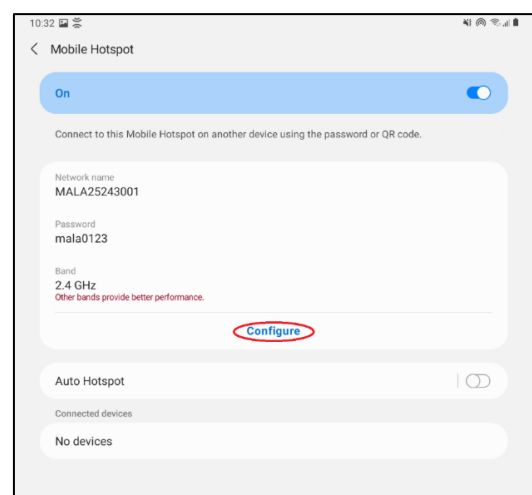 10:32
Mobile Hotspot
On
Connect to this Mobile Hotspot on another device using the password or QR code.
Network name
MALA25243001
Password
mala0123
Band
2.4 GHz
Other bands provide better performance.
Configure
Auto Hotspot
Connected devices
No devices